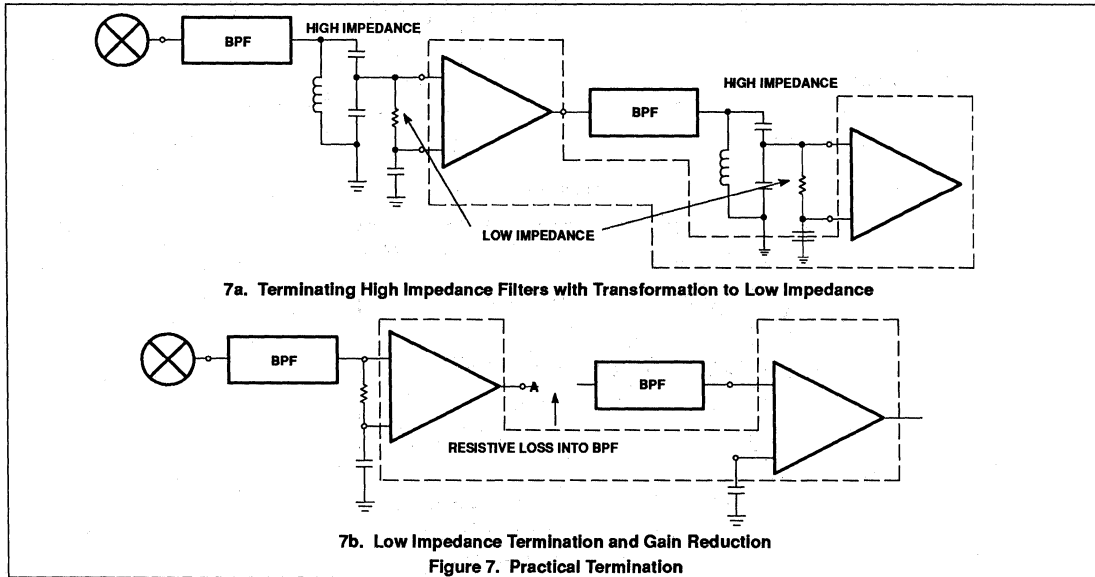 HIGH IMPEDANCE
BPF
HIGH IMPEDANCE
BPF
LOW IMPEDANCE
7a. Terminating High Impedance Filters with Transformation to Low Impedance
BPF
BPF
RESISTIVE LOSS INTO BPF
7b. Low Impedance Termination and Gain Reduction
Figure 7. Practical Termination